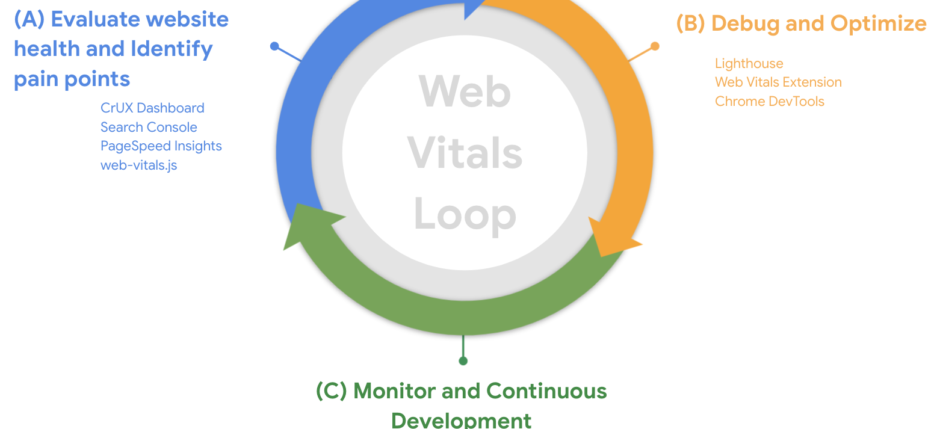 (A) Evaluate website
health and Identify
pain points
CrUX Dashboard
Search Console
PageSpeed Insights
web-vitals.js
Web
Vitals
Loop
(B) Debug and Optimize
Lighthouse
Web Vitals Extension
Chrome DevTools
(C) Monitor and Continuous
Development